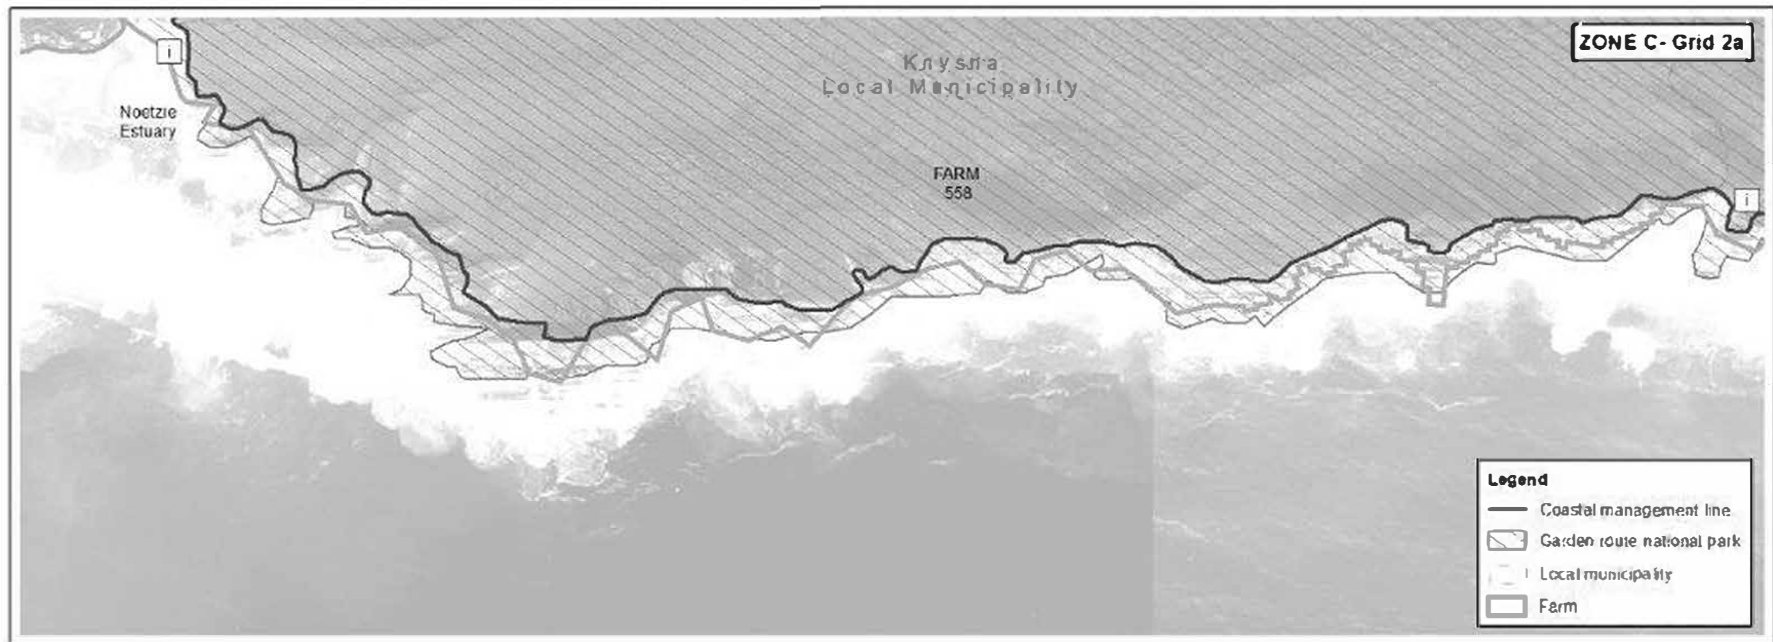 ZONE C- Grid 2a
i
Knysna
Local Municipality
Noetzie
Estuary
FARM
558
i
Legend
Coastal management line
Garden route national park
Local municipality
Farm